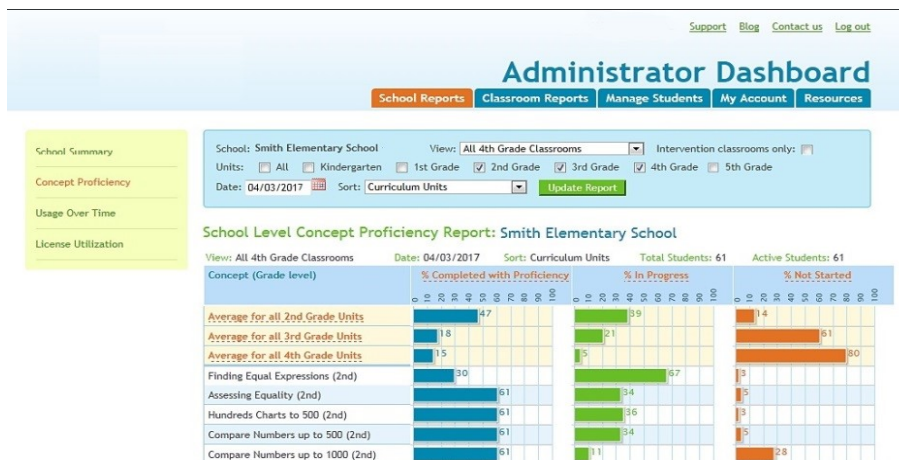 Support Blog Contact us Log out
Administrator Dashboard
School Reports Classroom Reports Manage Students My Account Resources
School Summary
Concept Proficiency
Usage Over Time
License Utilization
School: Smith Elementary School View: All 4th Grade Classrooms Intervention classrooms only:
Units: All Kindergarten 1st Grade 2nd Grade 3rd Grade 4th Grade 5th Grade
Date: 04/03/2017 Sort: Curriculum Units Update Report
School Level Concept Proficiency Report: Smith Elementary School
View: All 4th Grade Classrooms Date: 04/03/2017 Sort: Curriculum Units Total Students: 61 Active Students: 61
Concept (Grade level) % Completed with Proficiency % In Progress % Not Started
0 10 20 30 40 50 60 70 80 90 100 0 10 20 30 40 50 60 70 80 90 100 0 10 20 30 40 50 60 70 80 90 100
Average for all 2nd Grade Units 47 39 14
Average for all 3rd Grade Units 18 21 61
Average for all 4th Grade Units 15 5 80
Finding Equal Expressions (2nd) 30 67 3
Assessing Equality (2nd) 61 34 5
Hundreds Charts to 500 (2nd) 61 36 3
Compare Numbers up to 500 (2nd) 61 34 5
Compare Numbers up to 1000 (2nd) 61 11 28